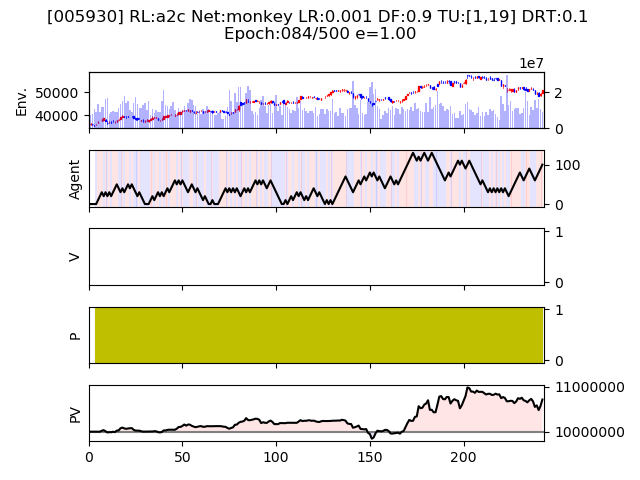 [005930] RL:a2c Net:monkey LR:0.001 DF:0.9 TU:[1,19] DRT:0.1
Epoch:084/500 e=1.00
1e7
Env.
50000
40000
2
0
Agent
100
0
V
1
0
P
1
0
PV
11000000
10000000
0 50 100 150 200